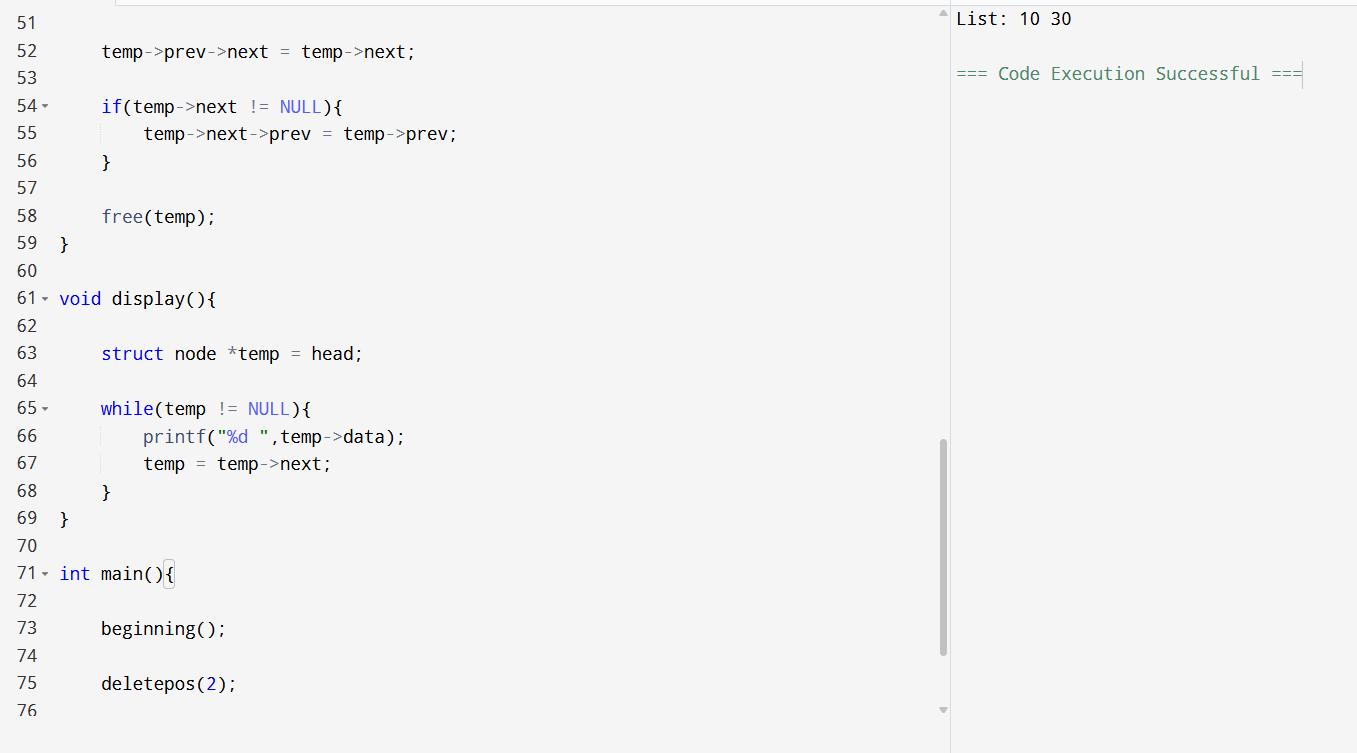 51
52     temp->prev->next = temp->next;
53
54     if(temp->next != NULL){
55         temp->next->prev = temp->prev;
56     }
57
58     free(temp);
59 }
60
61 void display(){
62
63     struct node *temp = head;
64
65     while(temp != NULL){
66         printf("%d ",temp->data);
67         temp = temp->next;
68     }
69 }
70
71 int main(){
72
73     beginning();
74
75     deletepos(2);
76
List: 10 30
=== Code Execution Successful ===